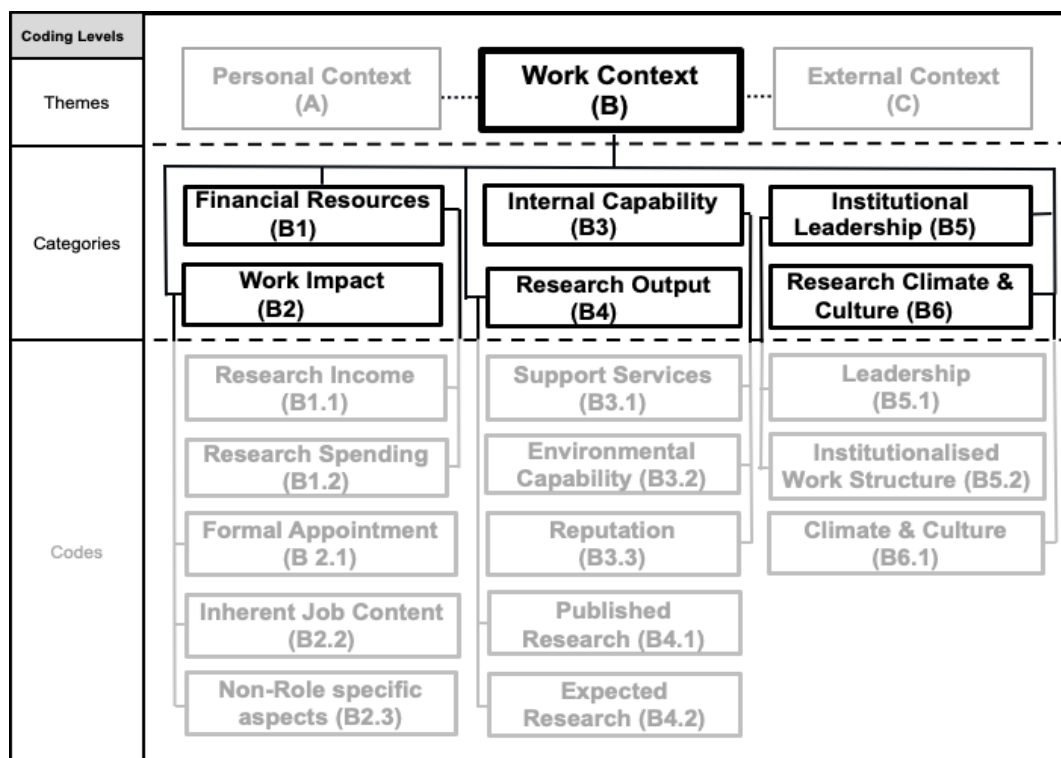 Coding Levels
Themes
Personal Context
(A)
Work Context
(B)
External Context
(C)
Categories
Financial Resources
(B1)
Internal Capability
(B3)
Institutional
Leadership (B5)
Work Impact
(B2)
Research Output
(B4)
Research Climate &
Culture (B6)
Codes
Research Income
(B1.1)
Support Services
(B3.1)
Leadership
(B5.1)
Research Spending
(B1.2)
Environmental
Capability (B3.2)
Institutionalised
Work Structure (B5.2)
Formal Appointment
(B 2.1)
Reputation
(B3.3)
Climate & Culture
(B6.1)
Inherent Job Content
(B2.2)
Published
Research (B4.1)
Non-Role specific
aspects (B2.3)
Expected
Research (B4.2)